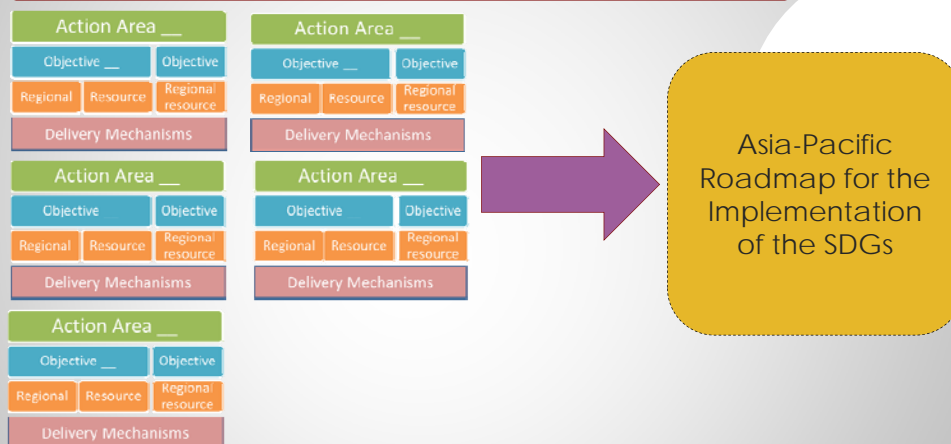 Action Area __
Objective __ Objective
Regional Resource Regional resource
Delivery Mechanisms
Action Area __
Objective __ Objective
Regional Resource Regional resource
Delivery Mechanisms
Action Area __
Objective __ Objective
Regional Resource Regional resource
Delivery Mechanisms
Action Area __
Objective __ Objective
Regional Resource Regional resource
Delivery Mechanisms
Action Area __
Objective __ Objective
Regional Resource Regional resource
Delivery Mechanisms
Asia-Pacific
Roadmap for the
Implementation
of the SDGs